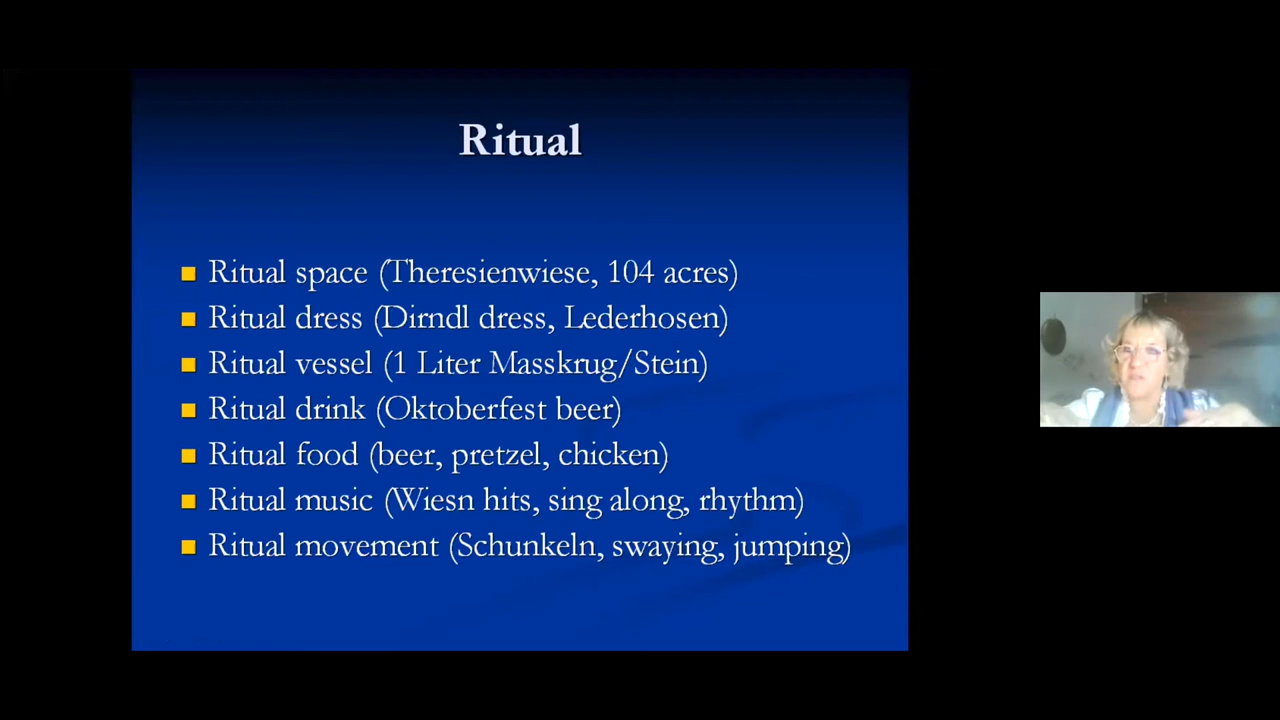 Ritual
Ritual space (Theresienwiese, 104 acres)
Ritual dress (Dirndl dress, Lederhosen)
Ritual vessel (1 Liter Masskrug/Stein)
Ritual drink (Oktoberfest beer)
Ritual food (beer, pretzel, chicken)
Ritual music (Wiesn hits, sing along, rhythm)
Ritual movement (Schunkeln, swaying, jumping)